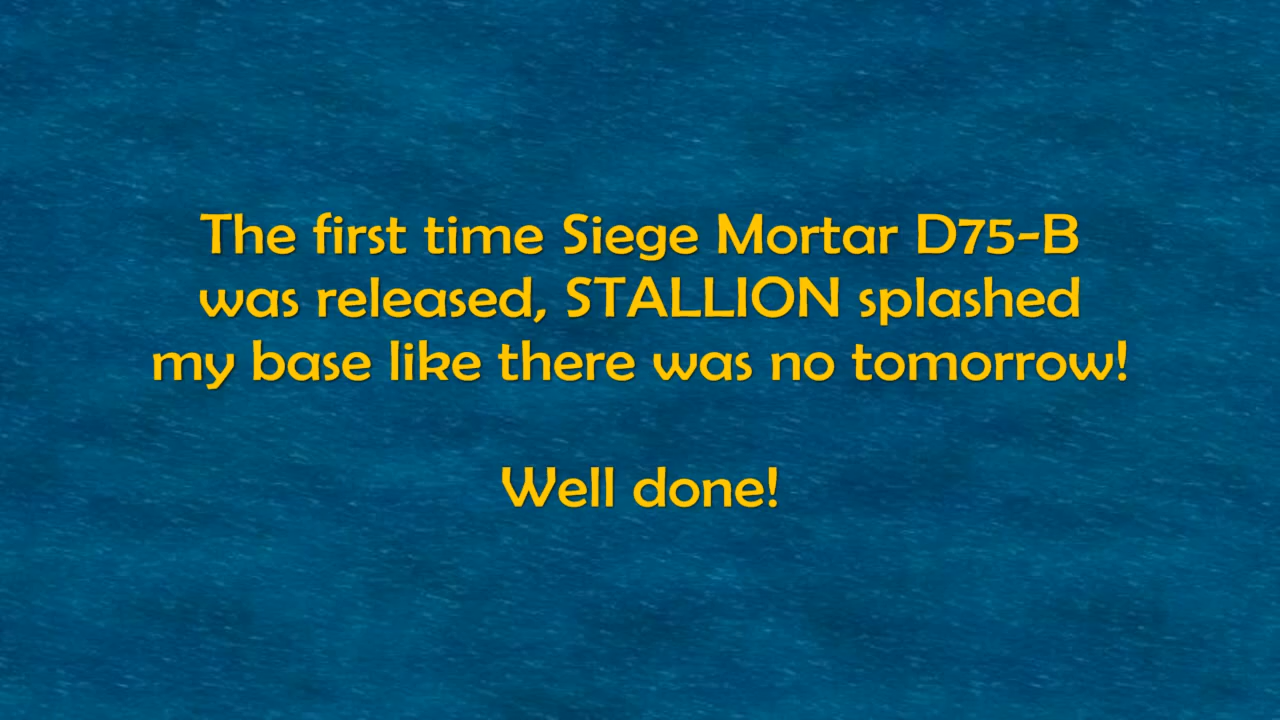 The first time Siege Mortar D75-B
was released, STALLION splashed
my base like there was no tomorrow!
Well done!